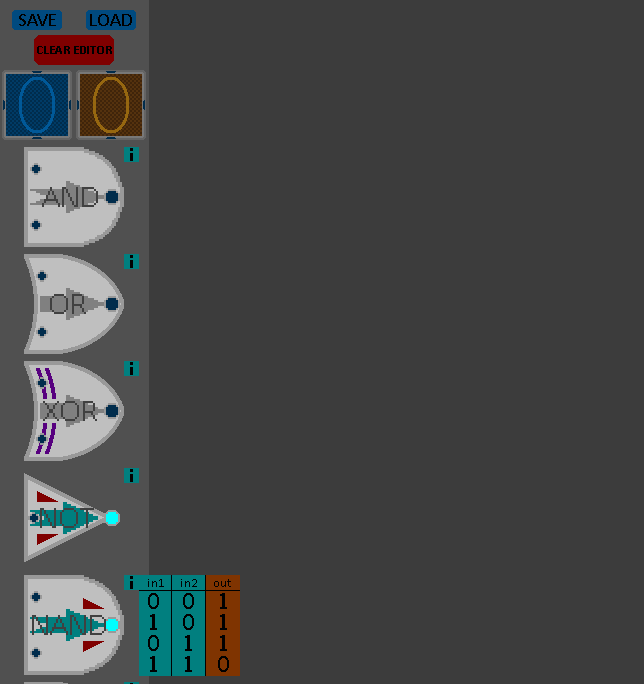 SAVE LOAD
CLEAR EDITOR
0 0
i
AND
i
OR
i
XOR
i
NOT
i in1 in2 out
0 0 1
1 0 1
NAND 0 1 1
1 1 0